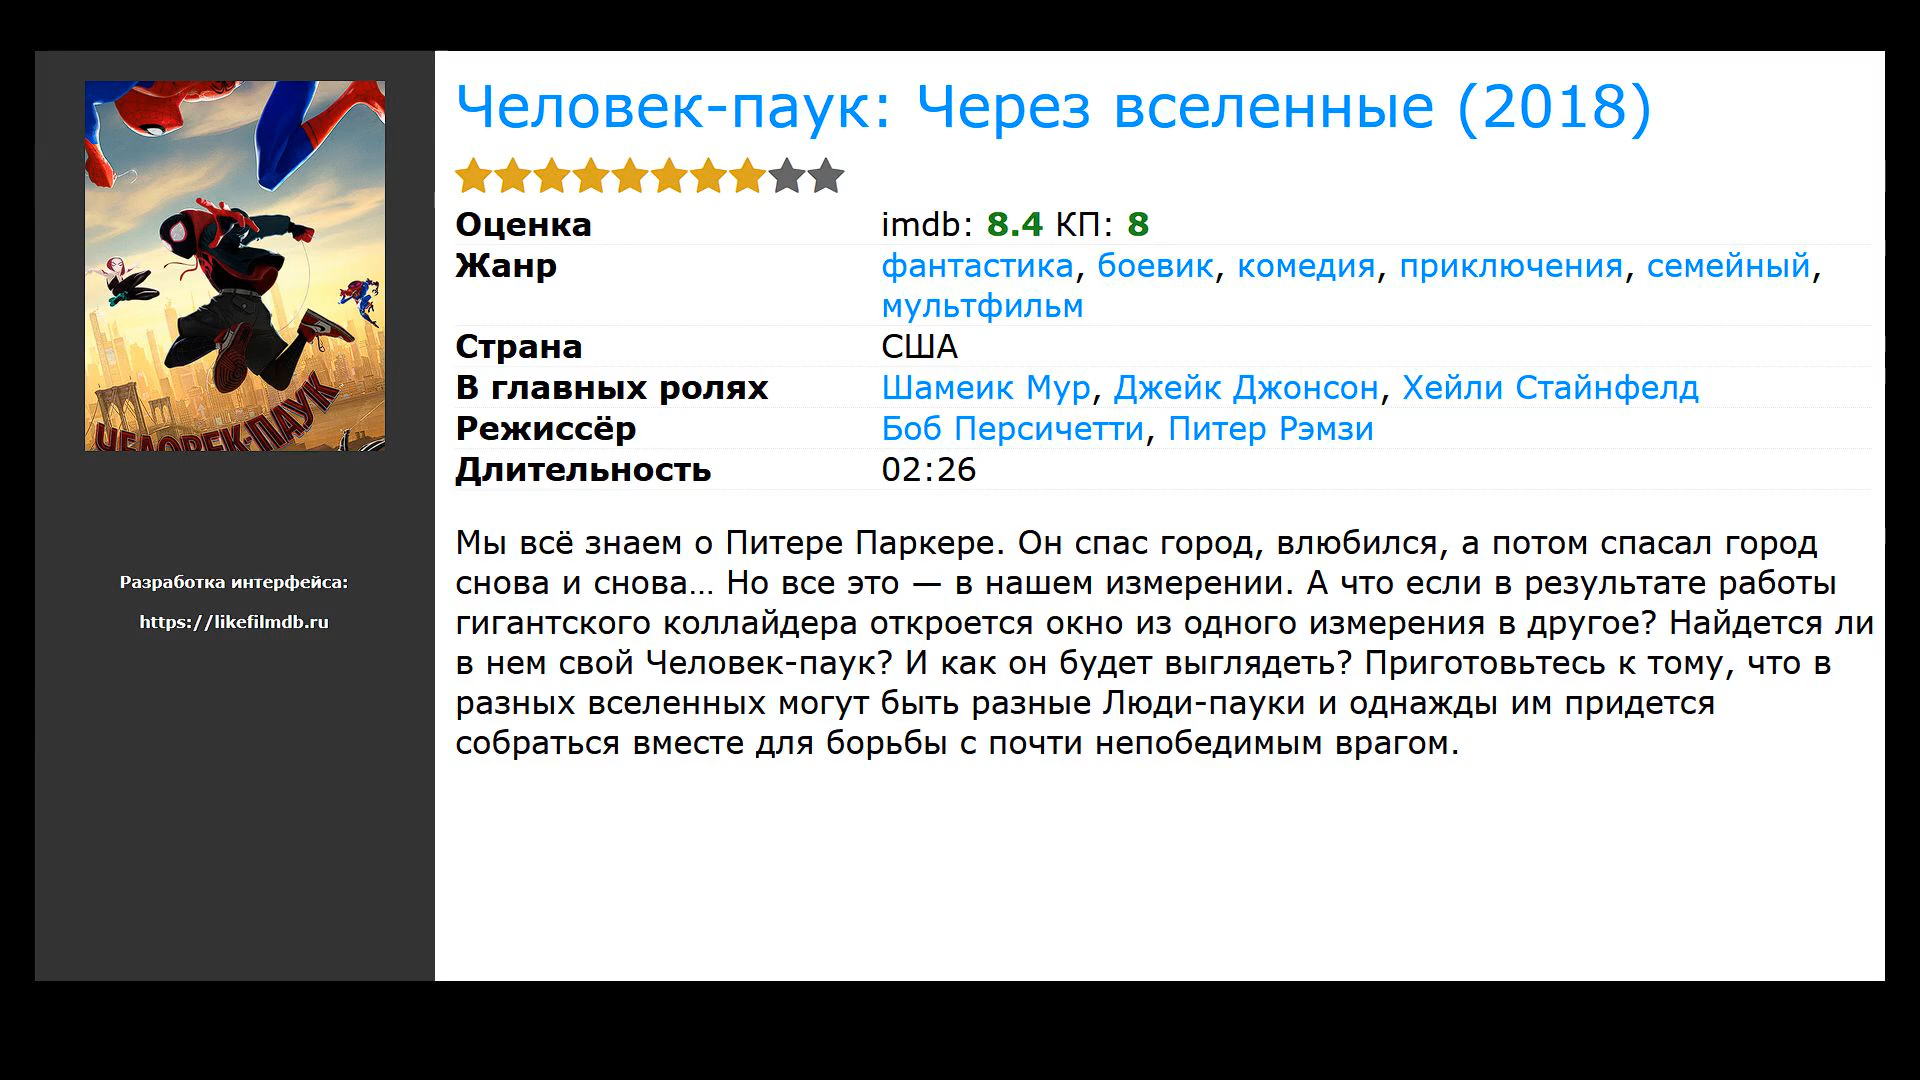 Человек-паук: Через вселенные (2018)
Оценка imdb: 8.4 КП: 8
Жанр фантастика, боевик, комедия, приключения, семейный,
мультфильм
Страна США
В главных ролях Шамеик Мур, Джейк Джонсон, Хейли Стайнфелд
Режиссёр Боб Персичетти, Питер Рэмзи
Длительность 02:26
Мы всё знаем о Питере Паркере. Он спас город, влюбился, а потом спасал город
снова и снова… Но все это — в нашем измерении. А что если в результате работы
гигантского коллайдера откроется окно из одного измерения в другое? Найдется ли
в нем свой Человек-паук? И как он будет выглядеть? Приготовьтесь к тому, что в
разных вселенных могут быть разные Люди-пауки и однажды им придется
собраться вместе для борьбы с почти непобедимым врагом.
ЧЕЛОВЕК-ПАУК
Разработка интерфейса:
https://likefilmdb.ru